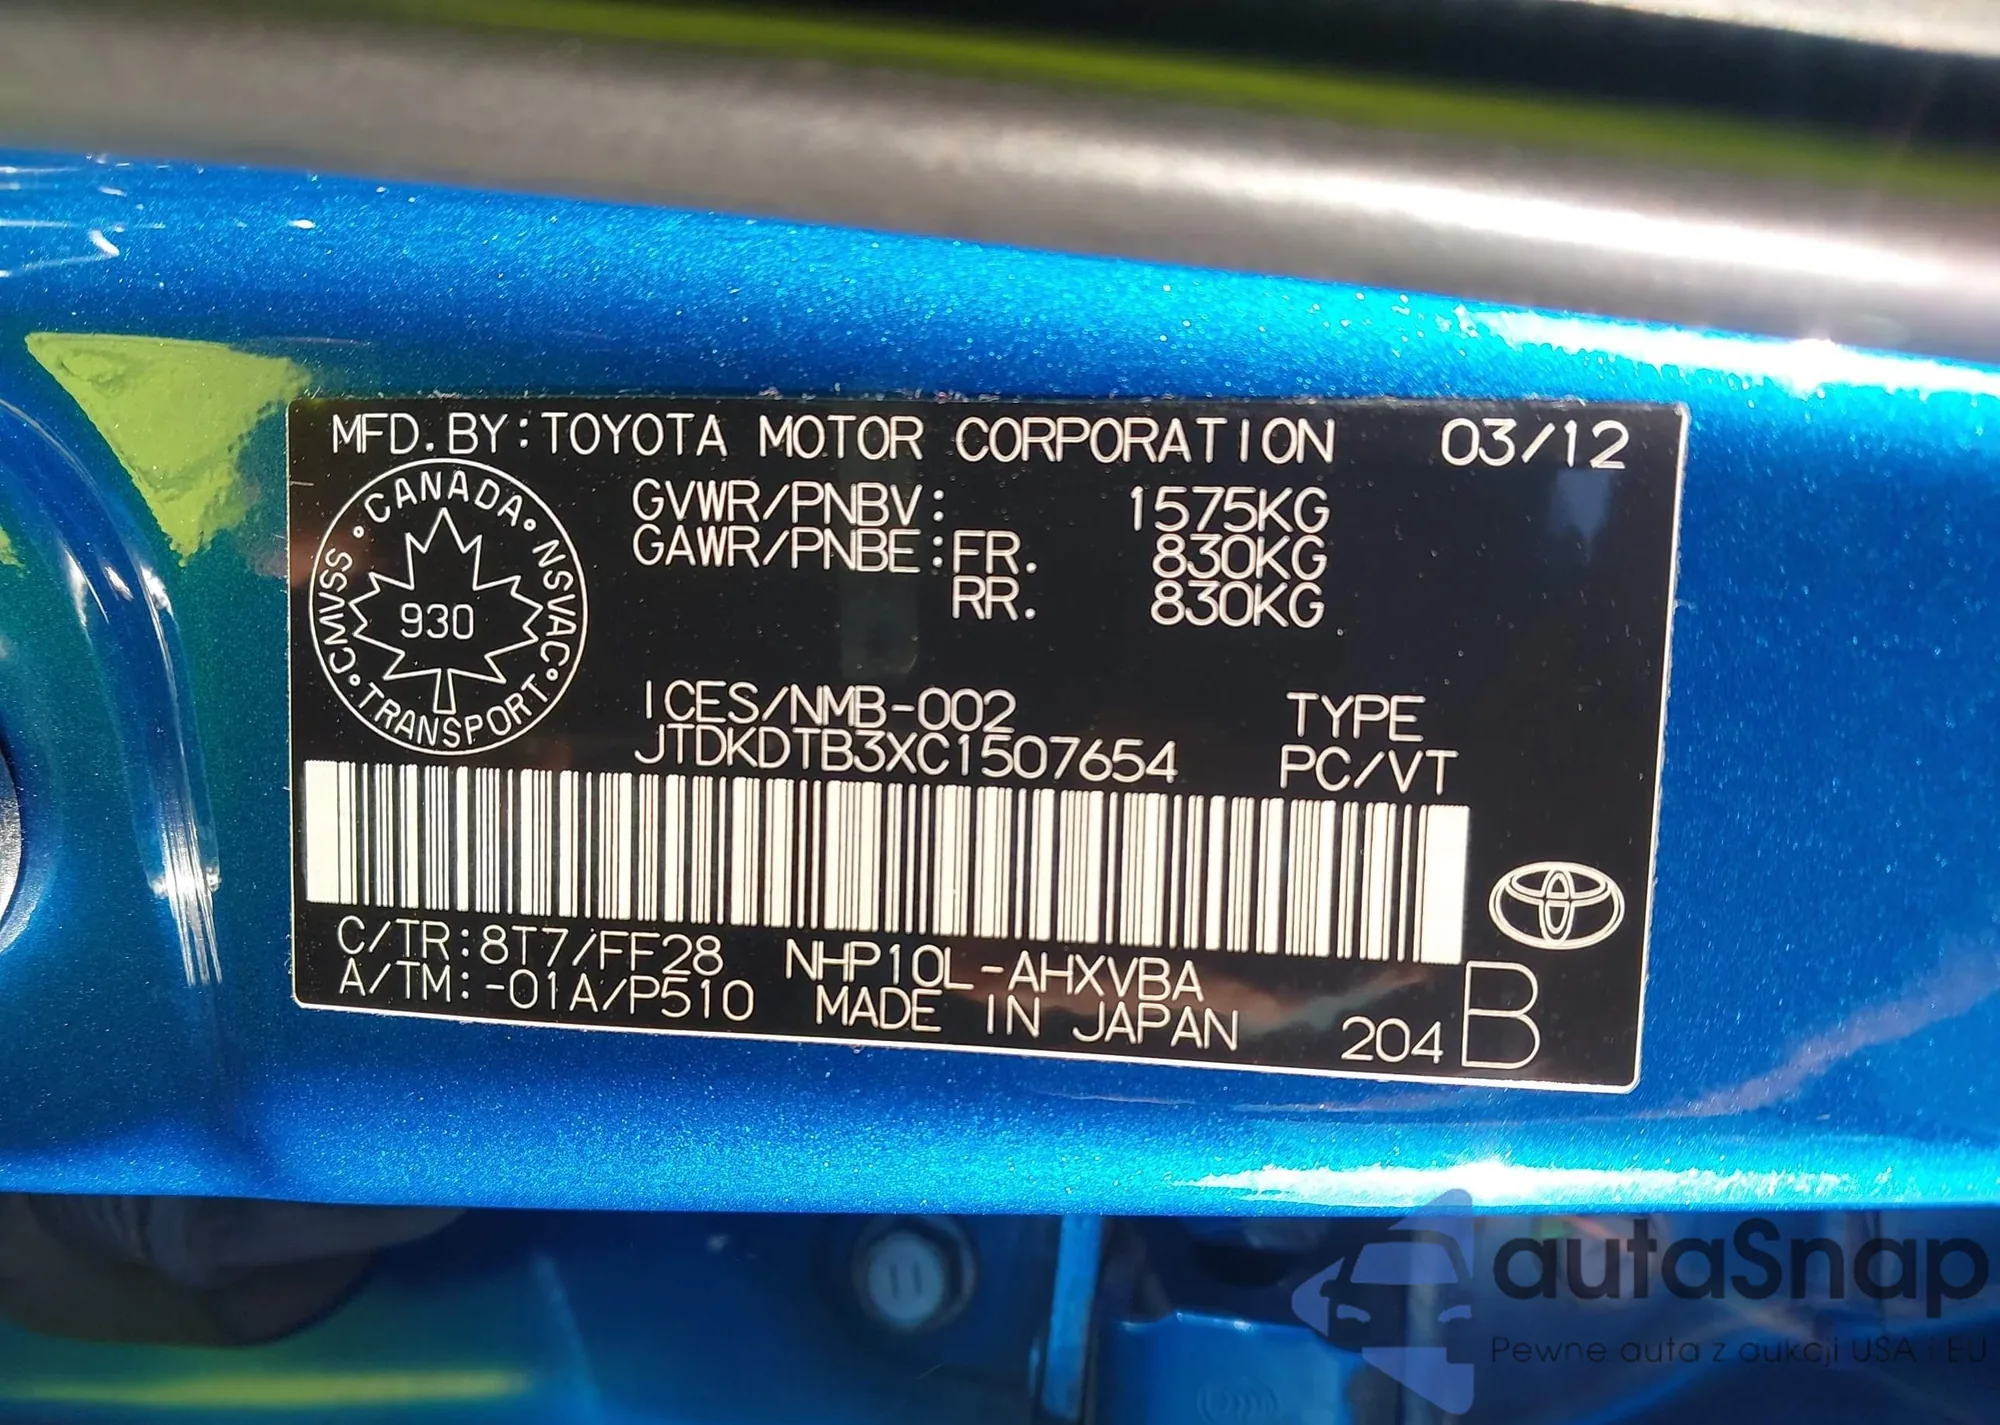 MFD.BY:TOYOTA MOTOR CORPORATION 03/12
GVWR/PNBV: 1575KG
GAWR/PNBE:FR. 830KG
RR. 830KG
CANADA • NSVAC • TRANSPORT • CMVSS •
930
ICES/NMB-002 TYPE
JTDKDTB3XC1507654 PC/VT
C/TR:8T7/FF28 NHP10L-AHXVBA
A/TM:-01A/P510 MADE IN JAPAN 204 B
autaSnap
Pewne auta z aukcji USA i EU